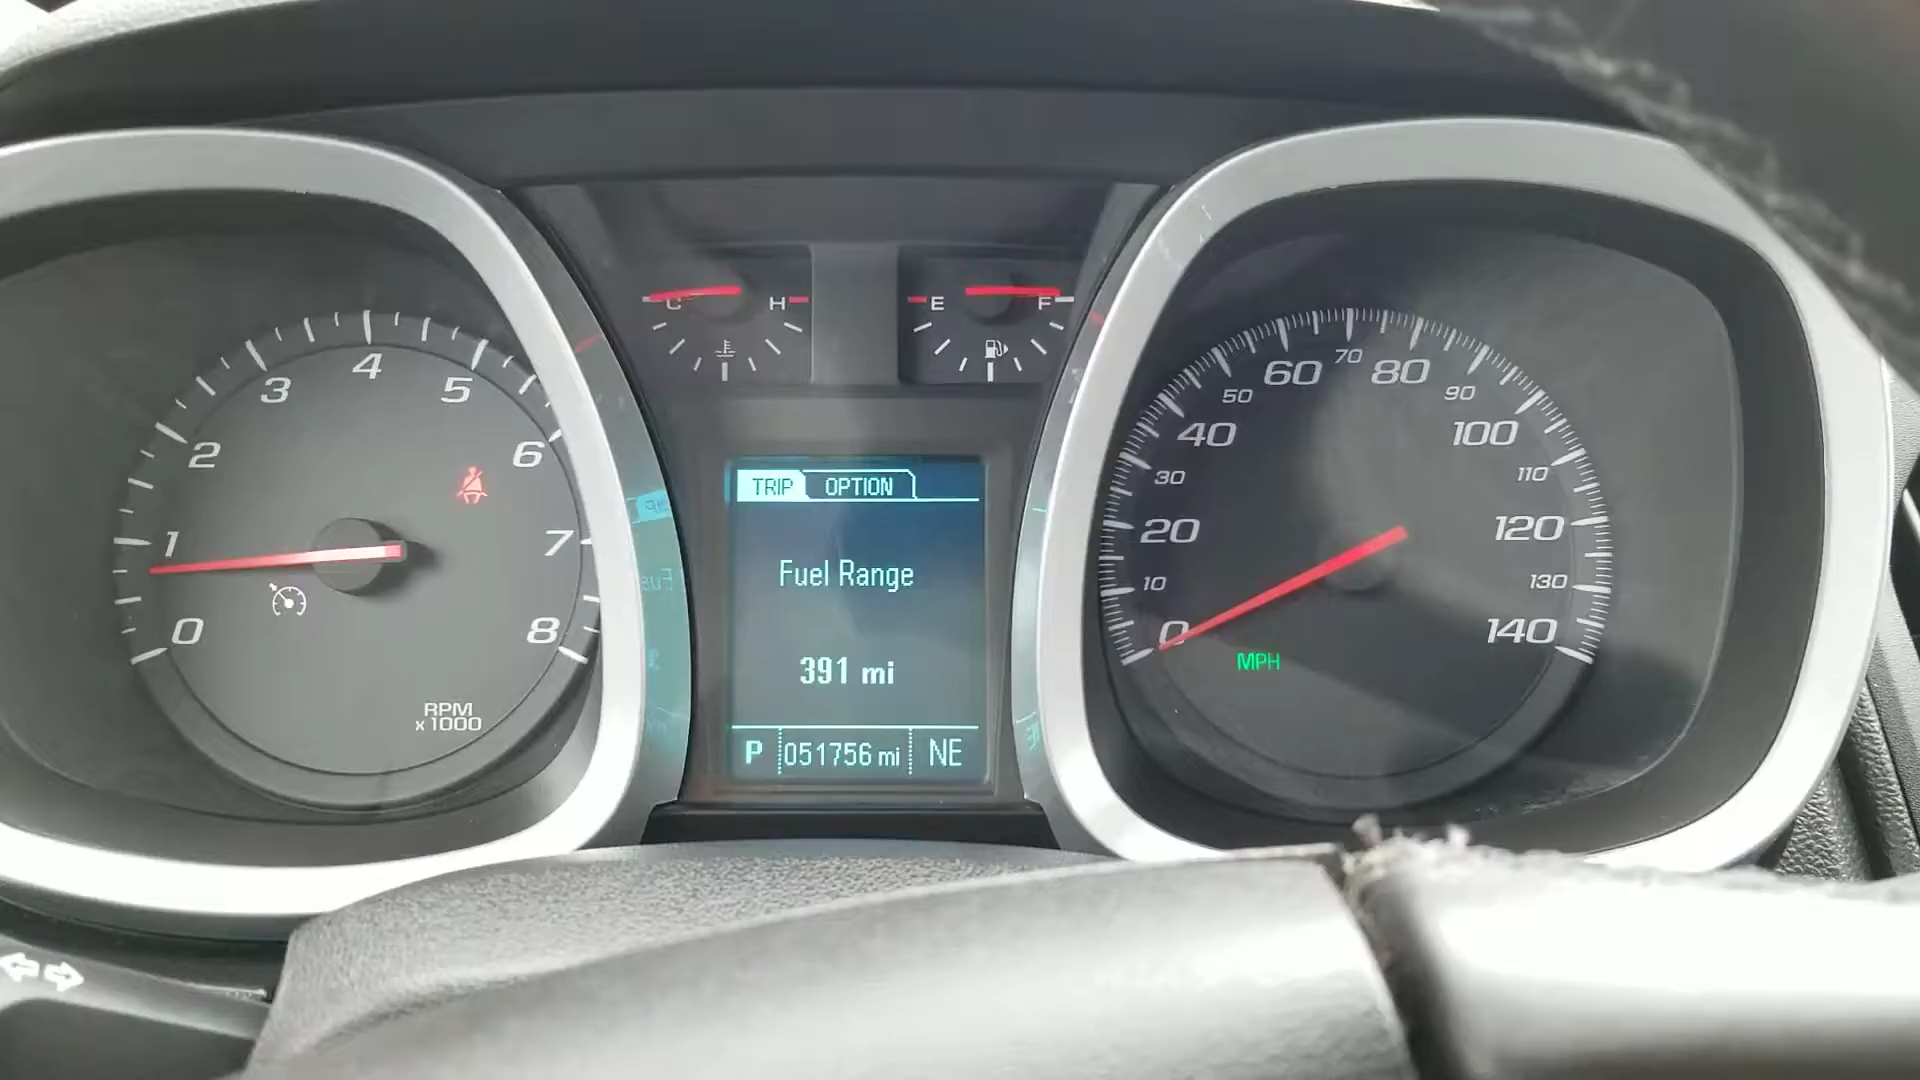 0 1 2 3 4 5 6 7 8
RPM
x 1000
C H
E F
TRIP OPTION
Fuel Range
391 mi
P 051756 mi NE
0 10 20 30 40 50 60 70 80 90 100 110 120 130 140
MPH